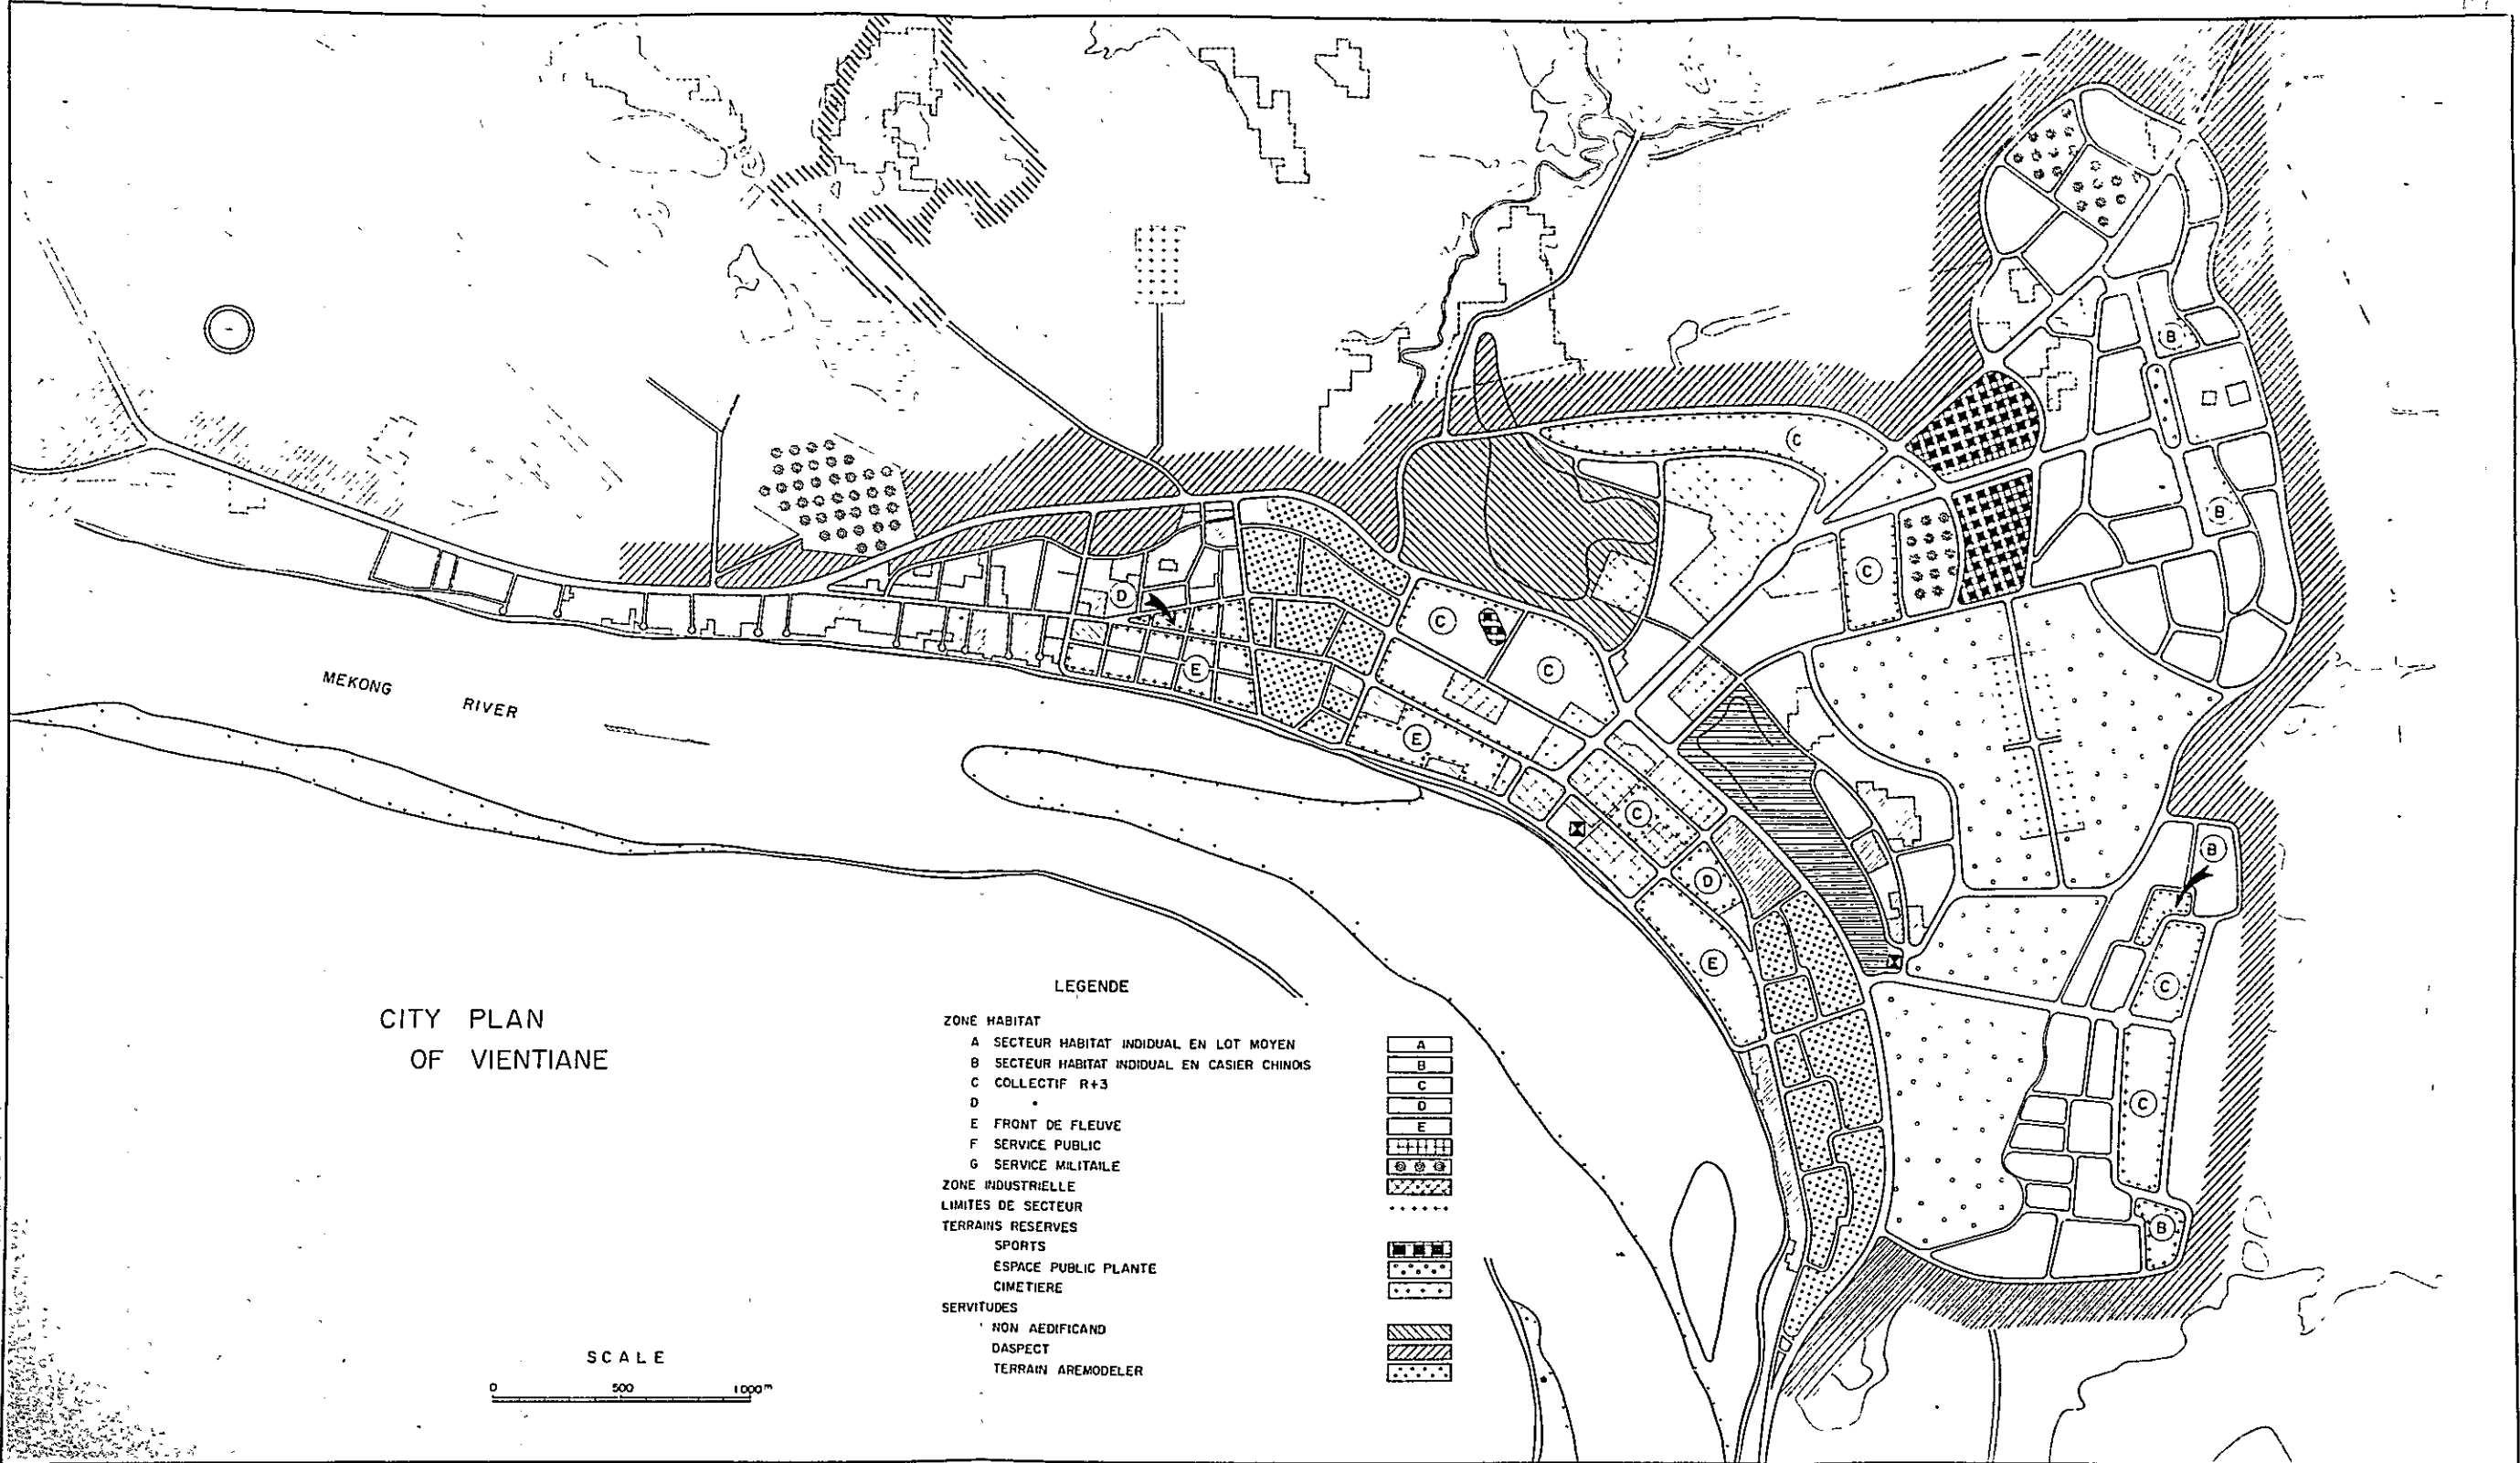 MEKONG RIVER
CITY PLAN
OF VIENTIANE
SCALE
0 500 1000m
LEGENDE
ZONE HABITAT
A SECTEUR HABITAT INDIDUAL EN LOT MOYEN A
B SECTEUR HABITAT INDIDUAL EN CASIER CHINOIS B
C COLLECTIF R+3 C
D " D
E FRONT DE FLEUVE E
F SERVICE PUBLIC
G SERVICE MILITAILE
ZONE INDUSTRIELLE
LIMITES DE SECTEUR
TERRAINS RESERVES
SPORTS
ESPACE PUBLIC PLANTE
CIMETIERE
SERVITUDES
NON AEDIFICAND
DASPECT
TERRAIN AREMODELER
B
C
B
C
D
C
C
E
E
C
B
D
E
C
C
B